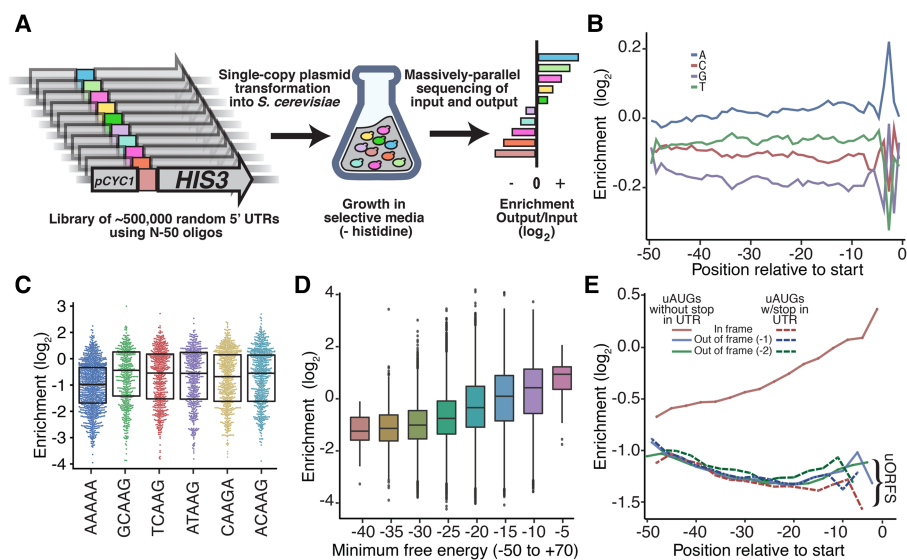 A
Single-copy plasmid
transformation
into S. cerevisiae
Massively-parallel
sequencing of
input and output
pCYC1
HIS3
- 0 +
Library of ~500,000 random 5' UTRs
using N-50 oligos
Growth in
selective media
(- histidine)
Enrichment
Output/Input
(log2)
B
Enrichment (log2)
0.2
0.0
-0.2
A
C
G
T
-50 -40 -30 -20 -10 0
Position relative to start
C
Enrichment (log2)
3
2
1
0
-1
-2
-3
-4
AAAAA
GCAAG
TCAAG
ATAAG
CAAGA
ACAAG
D
Enrichment (log2)
4
2
0
-2
-4
-40 -35 -30 -25 -20 -15 -10 -5
Minimum free energy (-50 to +70)
E
Enrichment (log2)
0.5
0.0
-0.5
-1.0
-1.5
uAUGs
without stop
in UTR
uAUGs
w/stop in
UTR
In frame
Out of frame (-1)
Out of frame (-2)
uORFS
-50 -40 -30 -20 -10 0
Position relative to start